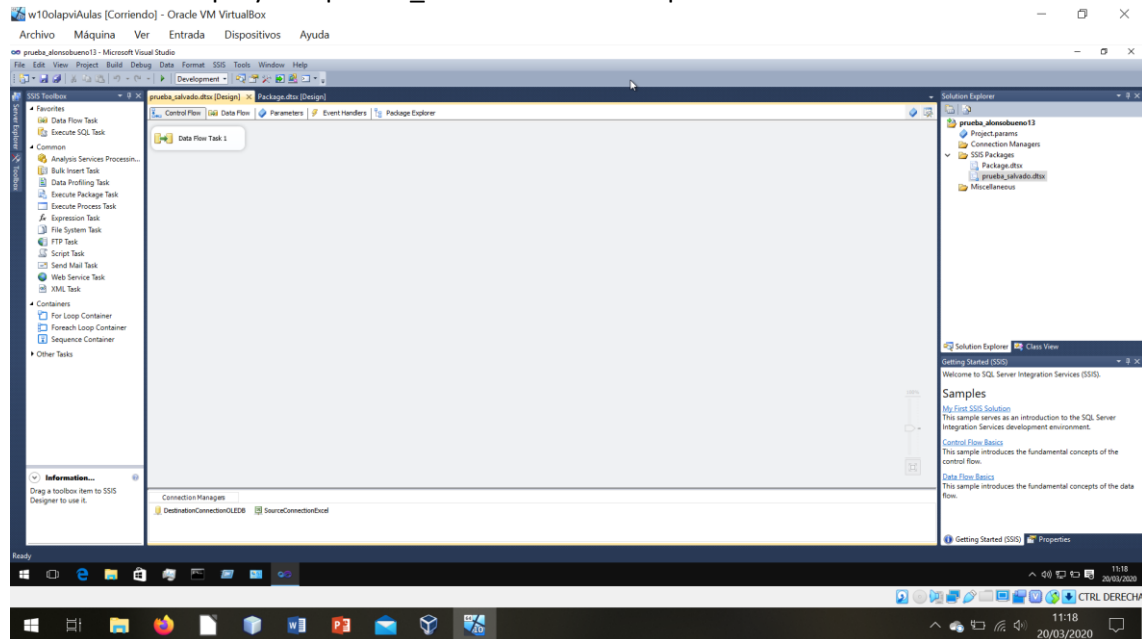 w10olapviAulas [Corriendo] - Oracle VM VirtualBox
Archivo Máquina Ver Entrada Dispositivos Ayuda
prueba_alonsobueno13 - Microsoft Visual Studio
File Edit View Project Build Debug Data Format SSIS Tools Window Help
Development
SSIS Toolbox
Favorites
Data Flow Task
Execute SQL Task
Common
Analysis Services Processin...
Bulk Insert Task
Data Profiling Task
Execute Package Task
Execute Process Task
Expression Task
File System Task
FTP Task
Script Task
Send Mail Task
Web Service Task
XML Task
Containers
For Loop Container
Foreach Loop Container
Sequence Container
Other Tasks
Information...
Drag a toolbox item to SSIS
Designer to use it.
Server Explorer
Toolbox
prueba_salvado.dtsx [Design] Package.dtsx [Design]
Control Flow Data Flow Parameters Event Handlers Package Explorer
Data Flow Task 1
Connection Managers
DestinationConnectionOLEDB SourceConnectionExcel
Solution Explorer
prueba_alonsobueno13
Project.params
Connection Managers
SSIS Packages
Package.dtsx
prueba_salvado.dtsx
Miscellaneous
Solution Explorer Class View
Getting Started (SSIS)
Welcome to SQL Server Integration Services (SSIS).
Samples
My First SSIS Solution
This sample serves as an introduction to the SQL Server
Integration Services development environment.
Control Flow Basics
This sample introduces the fundamental concepts of the
control flow.
Data Flow Basics
This sample introduces the fundamental concepts of the data
flow.
Getting Started (SSIS) Properties
Ready
11:18
20/03/2020
CTRL DERECHA
11:18
20/03/2020